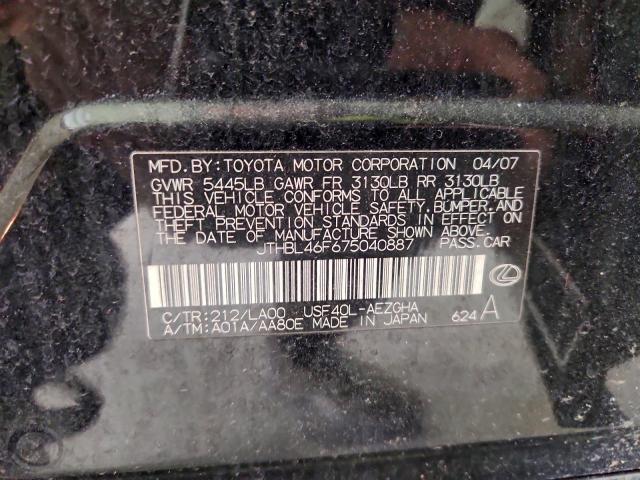 MFD. BY: TOYOTA MOTOR CORPORATION 04/07
GVWR 5445LB GAWR FR 3130LB RR 3130LB
THIS VEHICLE CONFORMS TO ALL APPLICABLE
FEDERAL MOTOR VEHICLE SAFETY, BUMPER, AND
THEFT PREVENTION STANDARDS IN EFFECT ON
THE DATE OF MANUFACTURE SHOWN ABOVE.
JTHBL46F675040887 PASS.CAR
C/TR:212/LA00 USF40L-AEZGHA
A/TM:A01A/AA80E MADE IN JAPAN 624 A